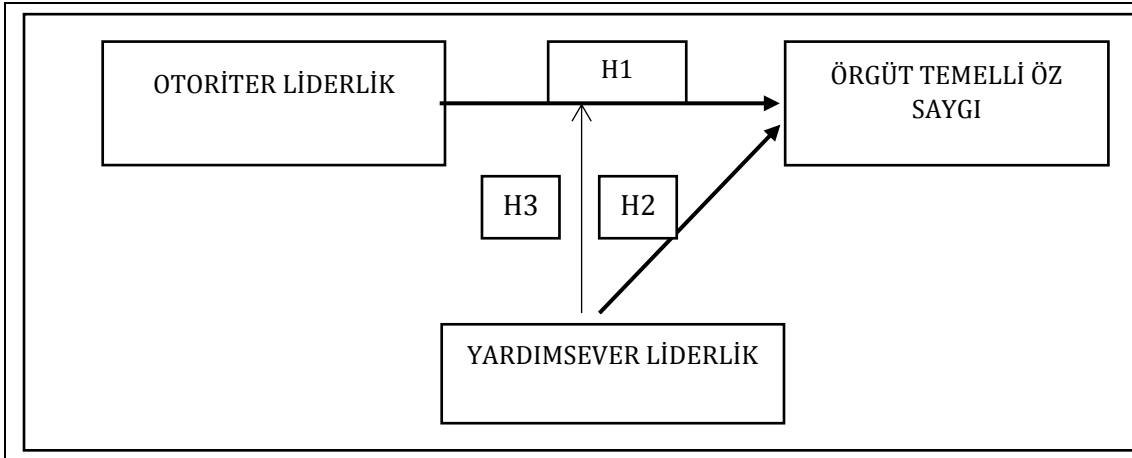 OTORİTER LİDERLİK
H1
ÖRGÜT TEMELLİ ÖZ
SAYGI
H3
H2
YARDIMSEVER LİDERLİK